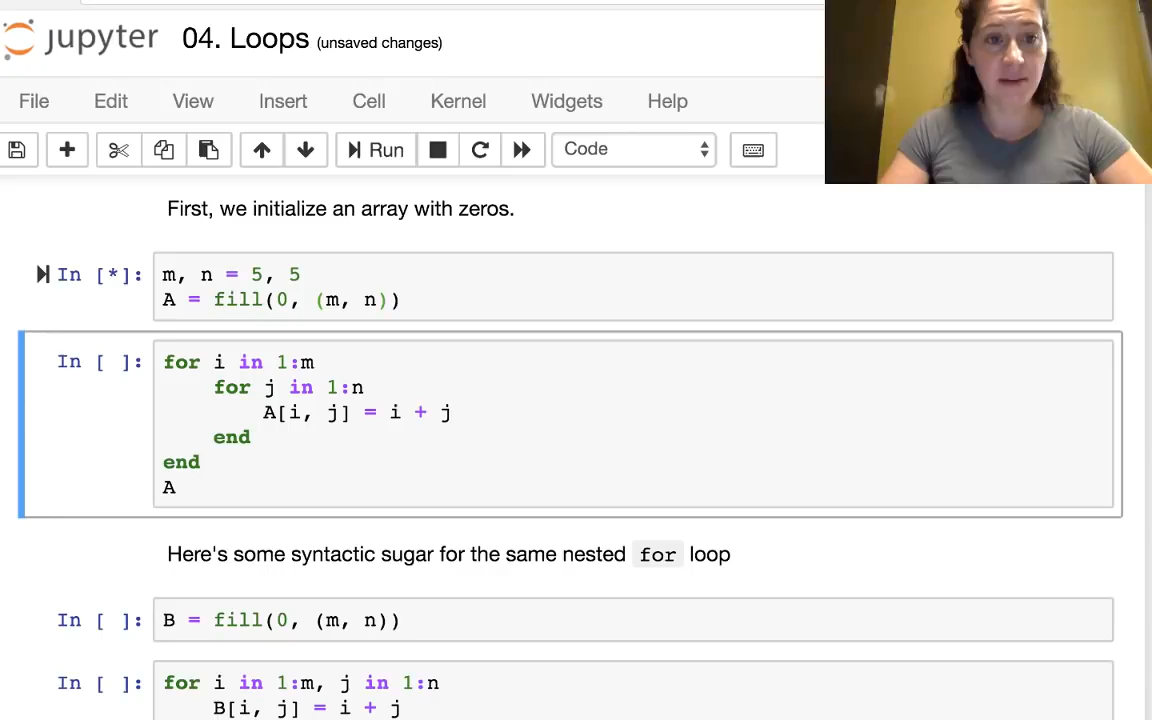 jupyter 04. Loops (unsaved changes)
File Edit View Insert Cell Kernel Widgets Help
Run Code
First, we initialize an array with zeros.
In [*]: m, n = 5, 5
A = fill(0, (m, n))
In [ ]: for i in 1:m
for j in 1:n
A[i, j] = i + j
end
end
A
Here's some syntactic sugar for the same nested for loop
In [ ]: B = fill(0, (m, n))
In [ ]: for i in 1:m, j in 1:n
B[i, j] = i + j